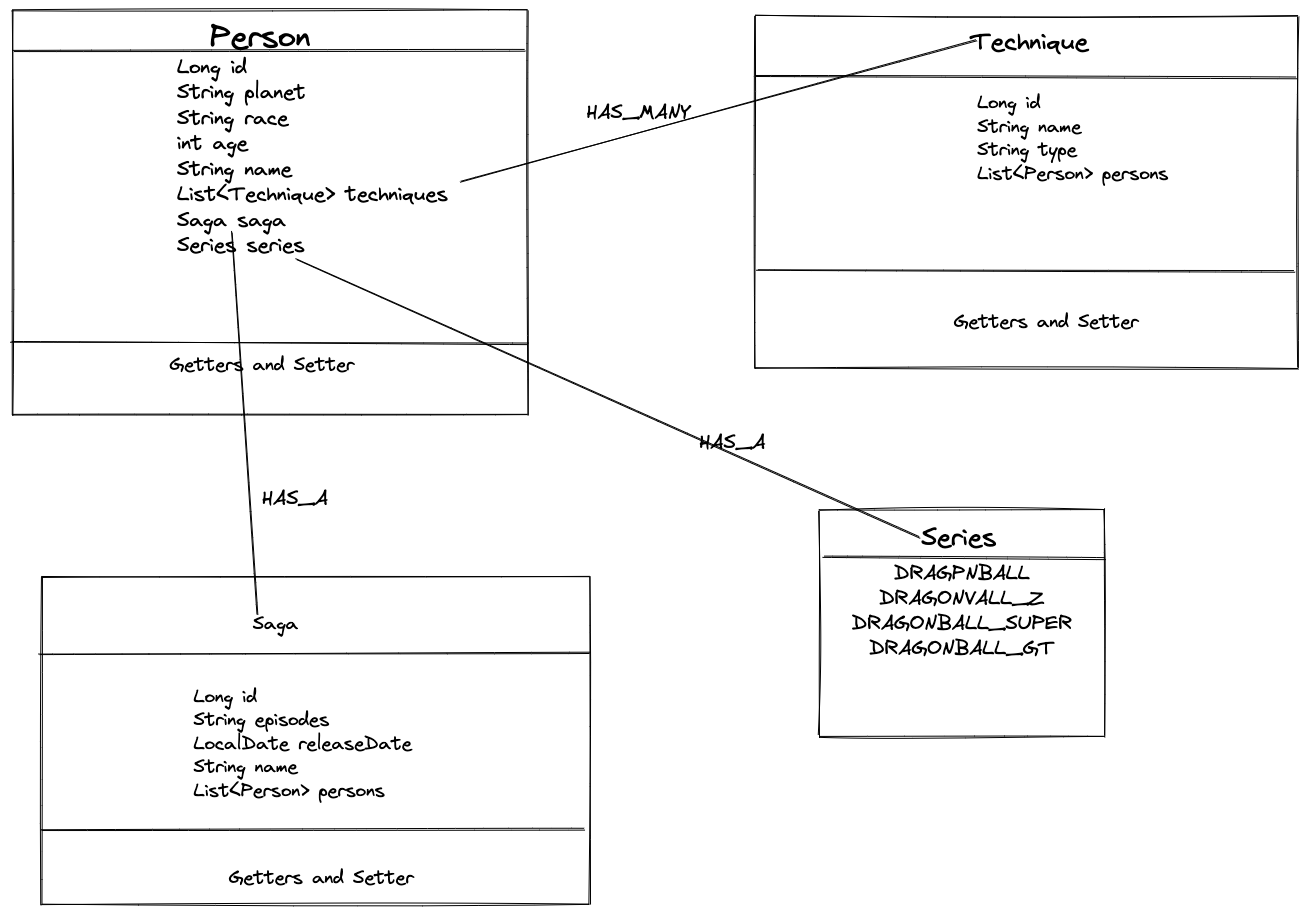 Person
Long id
String planet
String race
int age
String name
List<Technique> techniques
Saga saga
Series series
Getters and Setter
HAS_MANY
Technique
Long id
String name
String type
List<Person> persons
Getters and Setter
HAS_A
HAS_A
Series
DRAGPNBALL
DRAGONVALL_Z
DRAGONBALL_SUPER
DRAGONBALL_GT
Saga
Long id
String episodes
LocalDate releaseDate
String name
List<Person> persons
Getters and Setter